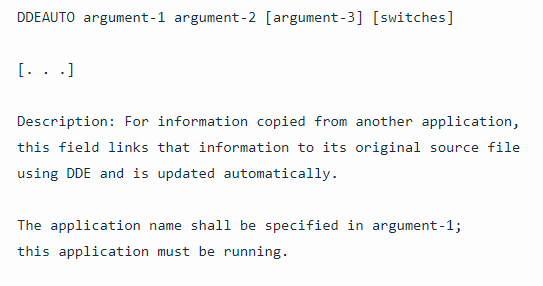 DDEAUTO argument-1 argument-2 [argument-3] [switches]
[. . .]
Description: For information copied from another application,
this field links that information to its original source file
using DDE and is updated automatically.
The application name shall be specified in argument-1;
this application must be running.